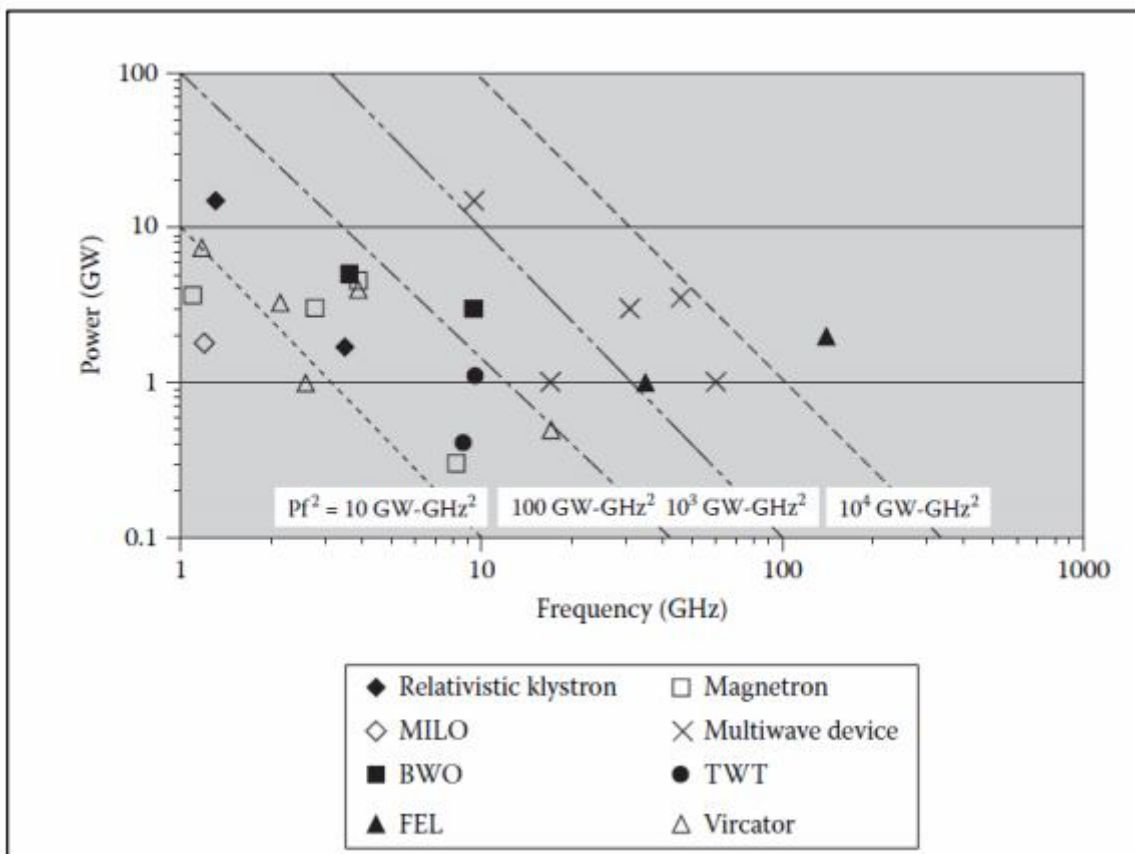 100
10
1
0.1
Power (GW)
Pf² = 10 GW-GHz²
100 GW-GHz²
10³ GW-GHz²
10⁴ GW-GHz²
1
10
100
1000
Frequency (GHz)
Relativistic klystron
Magnetron
MILO
Multiwave device
BWO
TWT
FEL
Vircator